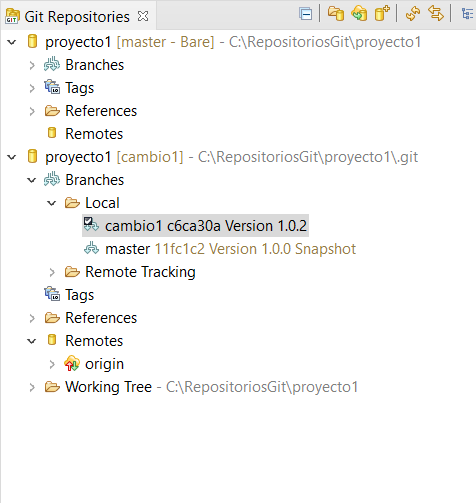 Git Repositories
proyecto1 [master - Bare] - C:\RepositoriosGit\proyecto1
Branches
Tags
References
Remotes
proyecto1 [cambio1] - C:\RepositoriosGit\proyecto1\.git
Branches
Local
cambio1 c6ca30a Version 1.0.2
master 11fc1c2 Version 1.0.0 Snapshot
Remote Tracking
Tags
References
Remotes
origin
Working Tree - C:\RepositoriosGit\proyecto1